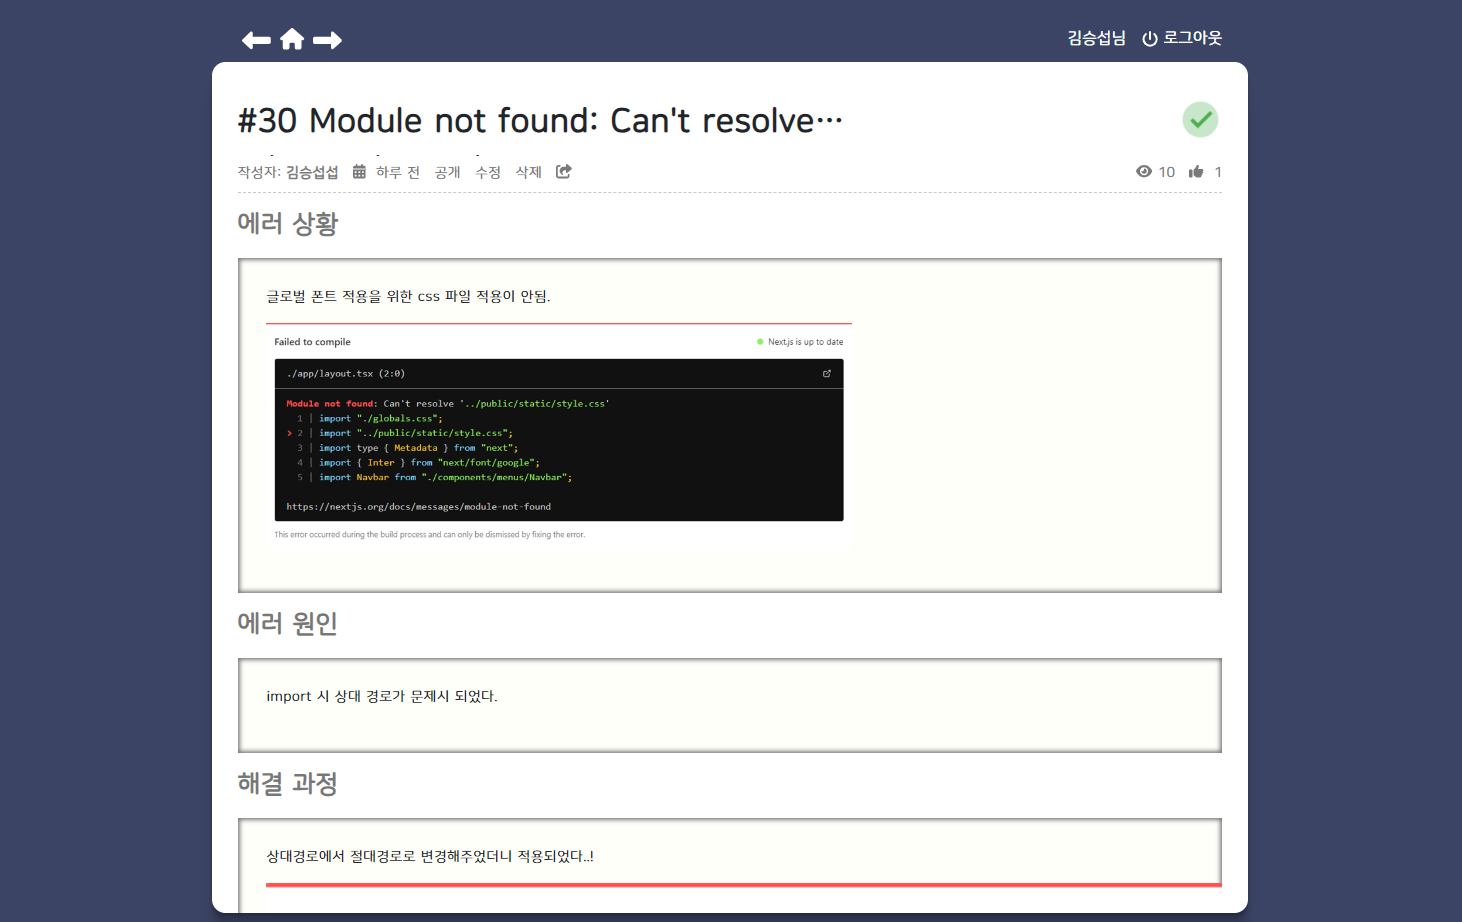 김승섭님 로그아웃
#30 Module not found: Can't resolve…
작성자: 김승섭섭 하루 전 공개 수정 삭제 10 1
에러 상황
글로벌 폰트 적용을 위한 css 파일 적용이 안됨.
Failed to compile Next.js is up to date
./app/layout.tsx (2:0)
Module not found: Can't resolve '../public/static/style.css'
1 | import "./globals.css";
> 2 | import "../public/static/style.css";
3 | import type { Metadata } from "next";
4 | import { Inter } from "next/font/google";
5 | import Navbar from "./components/menus/Navbar";
https://nextjs.org/docs/messages/module-not-found
This error occurred during the build process and can only be dismissed by fixing the error.
에러 원인
import 시 상대 경로가 문제시 되었다.
해결 과정
상대경로에서 절대경로로 변경해주었더니 적용되었다..!